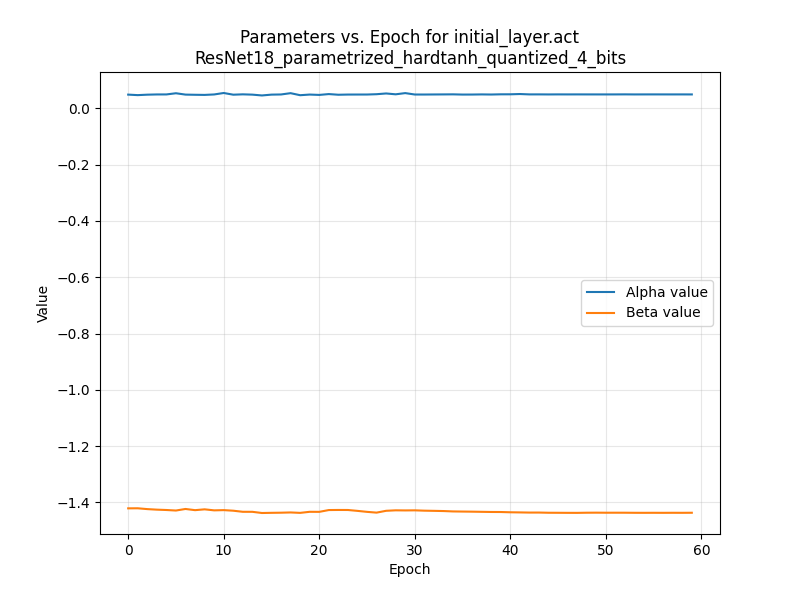 Parameters vs. Epoch for initial_layer.act
ResNet18_parametrized_hardtanh_quantized_4_bits
0.0
−0.2
−0.4
−0.6
−0.8
−1.0
−1.2
−1.4
Value
Alpha value
Beta value
0 10 20 30 40 50 60
Epoch